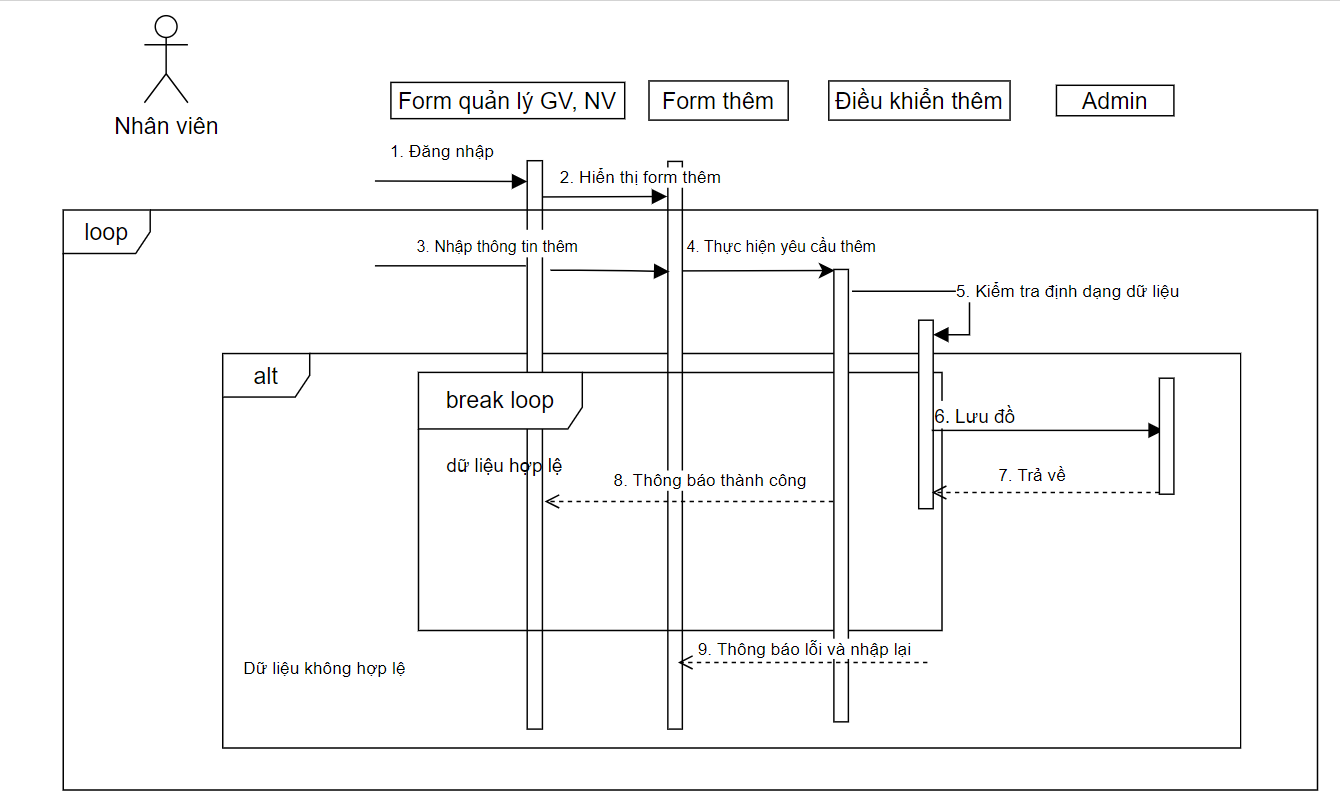 Nhân viên
Form quản lý GV, NV
Form thêm
Điều khiển thêm
Admin
1. Đăng nhập
2. Hiển thị form thêm
loop
3. Nhập thông tin thêm
4. Thực hiện yêu cầu thêm
5. Kiểm tra định dạng dữ liệu
alt
break loop
6. Lưu đồ
dữ liệu hợp lệ
7. Trả về
8. Thông báo thành công
9. Thông báo lỗi và nhập lại
Dữ liệu không hợp lệ